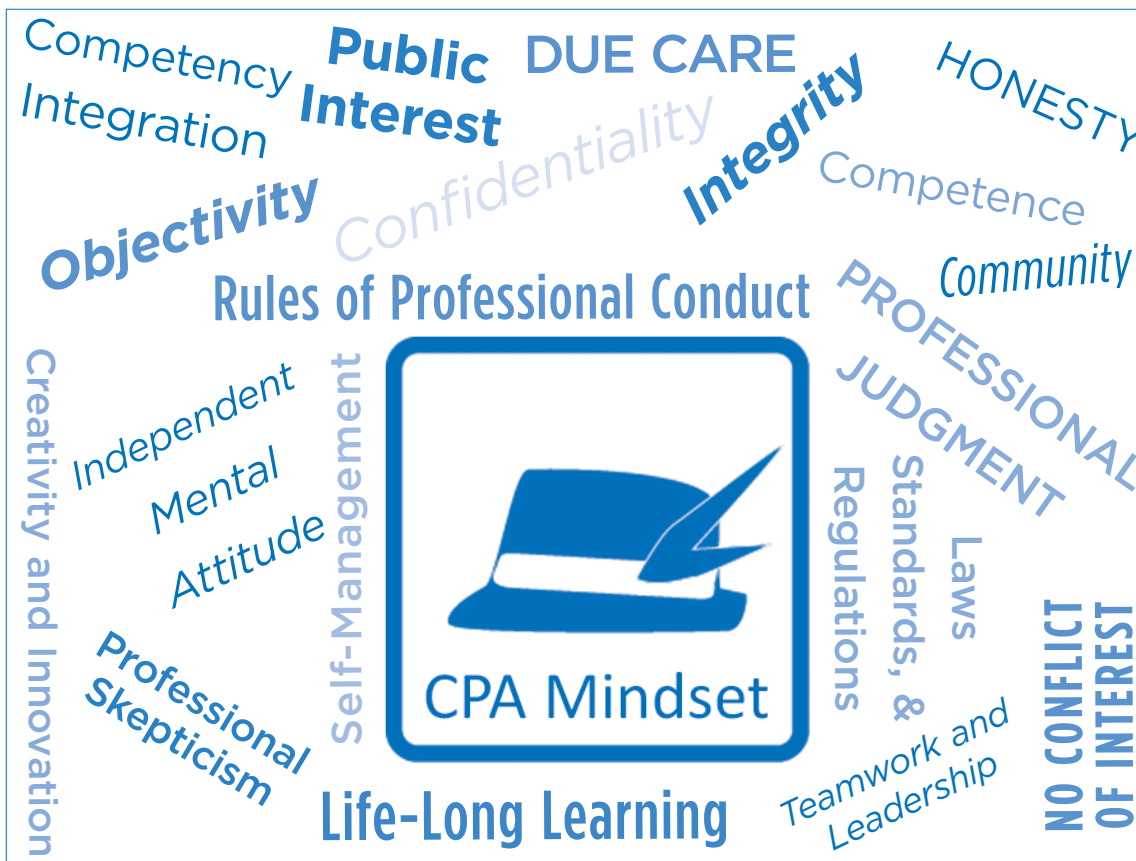 Competency
Integration
Public
Interest
DUE CARE
Integrity
HONESTY
Confidentiality
Competence
Objectivity
Community
Rules of Professional Conduct
PROFESSIONAL
JUDGMENT
Creativity and Innovation
Independent
Mental
Attitude
Self-Management
CPA Mindset
Laws
Standards, &
Regulations
NO CONFLICT
OF INTEREST
Professional
Skepticism
Teamwork and
Leadership
Life-Long Learning